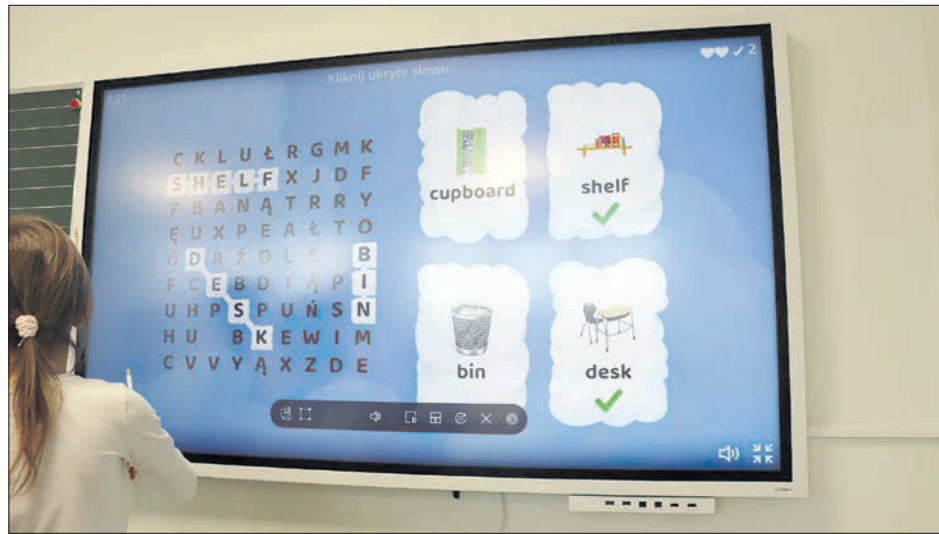 Kliknij ukryte słowo
2
2:21
C K L U Ł R G M K
S H E L F X J D F
F B A N Ą T R R Y
Ę U X P E A Ł T O
Ó D A Ź O L E B
F C E B D I Ą P I
U H P S P U Ń S N
H U B K E W I M
C V V Y Ą X Z D E
cupboard
shelf
bin
desk